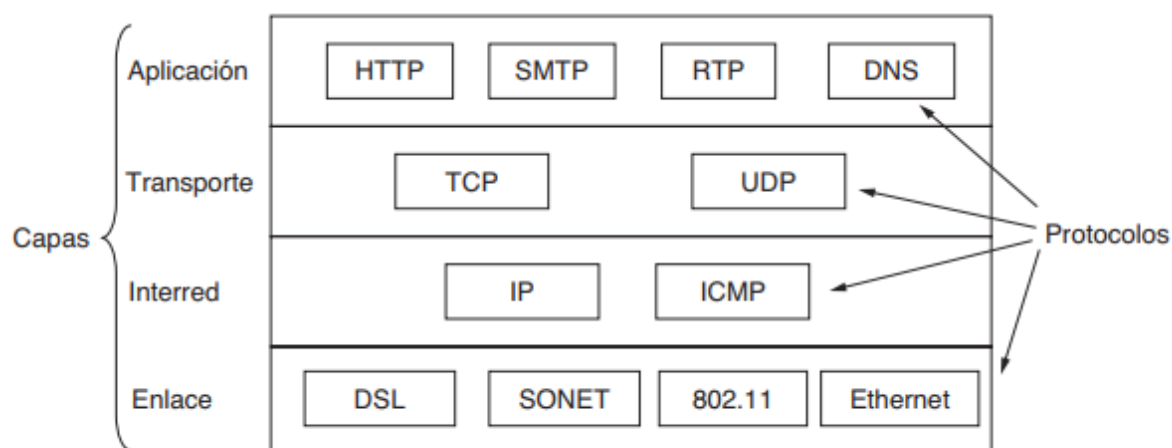 Aplicación HTTP SMTP RTP DNS
Transporte TCP UDP
Capas Protocolos
Interred IP ICMP
Enlace DSL SONET 802.11 Ethernet